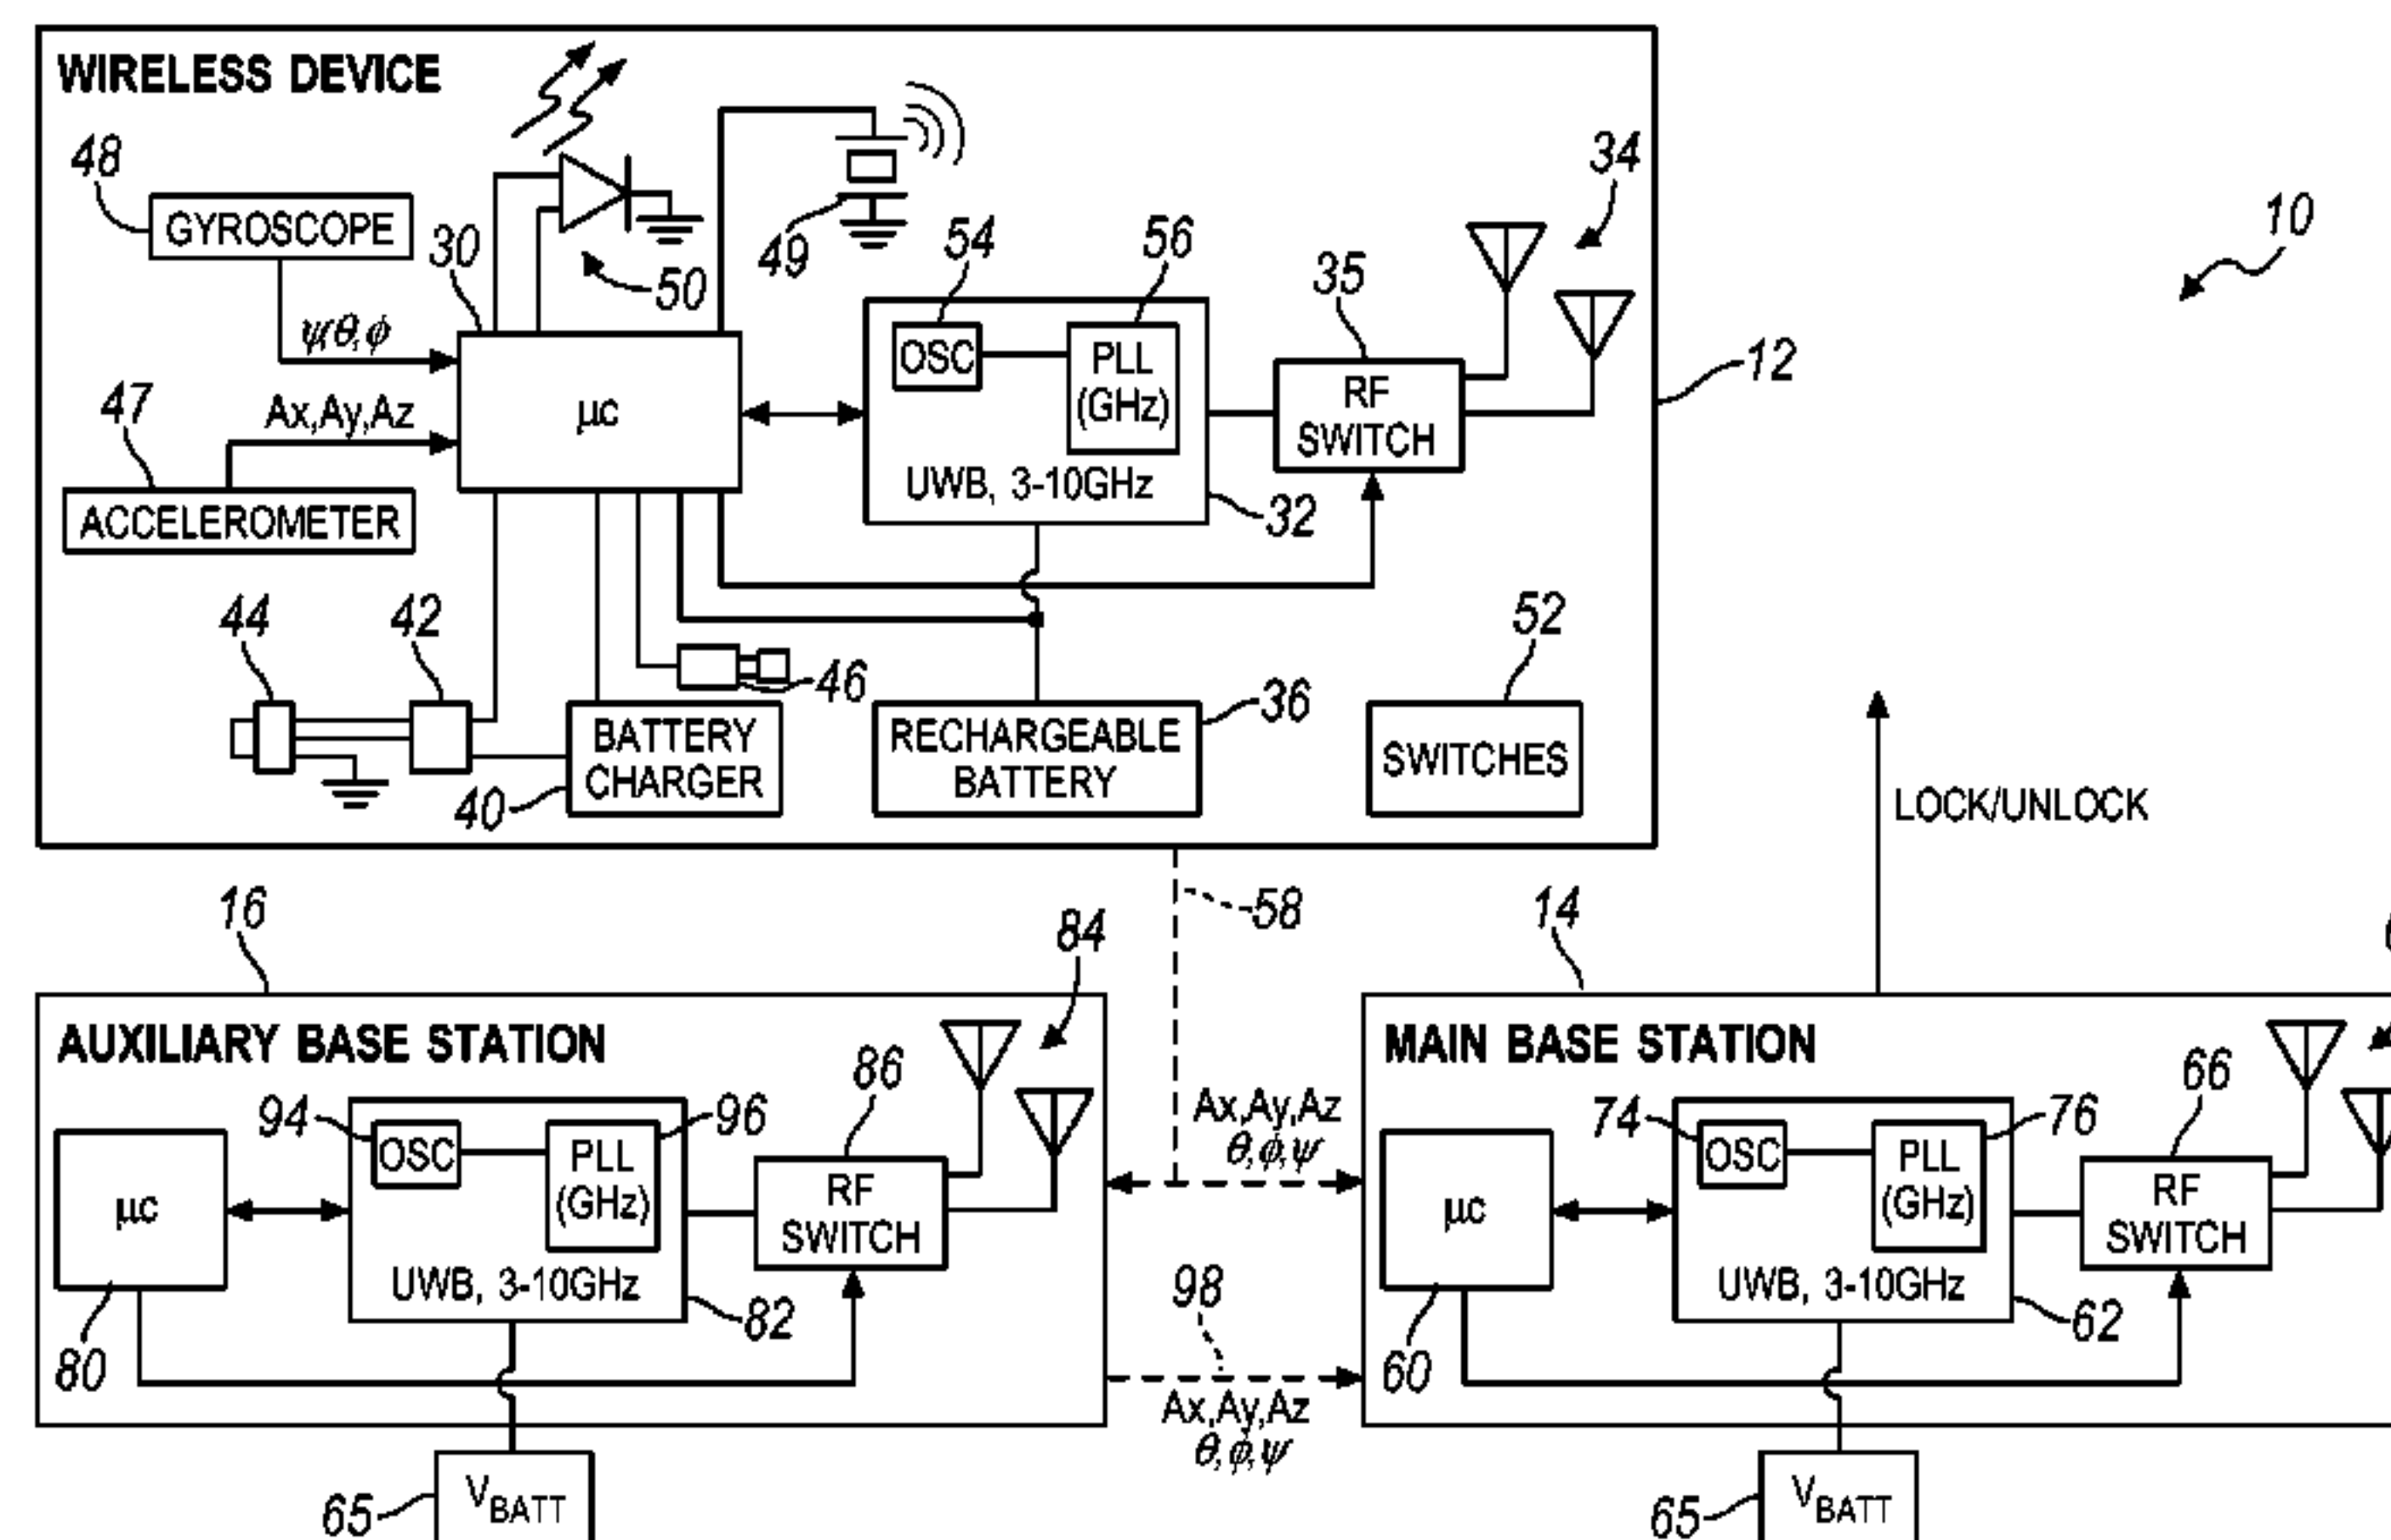 WIRELESS DEVICE
48
GYROSCOPE
30
50
49
54
56
35
34
10
12
ψ,θ,ϕ
47
Ax,Ay,Az
ACCELEROMETER
µc
OSC
PLL
(GHz)
UWB, 3-10GHz
32
RF
SWITCH
44
42
46
36
52
BATTERY
CHARGER
40
RECHARGEABLE
BATTERY
SWITCHES
LOCK/UNLOCK
58
16
84
14
AUXILIARY BASE STATION
94
96
86
µc
OSC
PLL
(GHz)
UWB, 3-10GHz
RF
SWITCH
80
82
Ax,Ay,Az
θ,ϕ,ψ
98
Ax,Ay,Az
θ,ϕ,ψ
MAIN BASE STATION
74
76
66
µc
OSC
PLL
(GHz)
UWB, 3-10GHz
RF
SWITCH
60
62
65
VBATT
65
VBATT